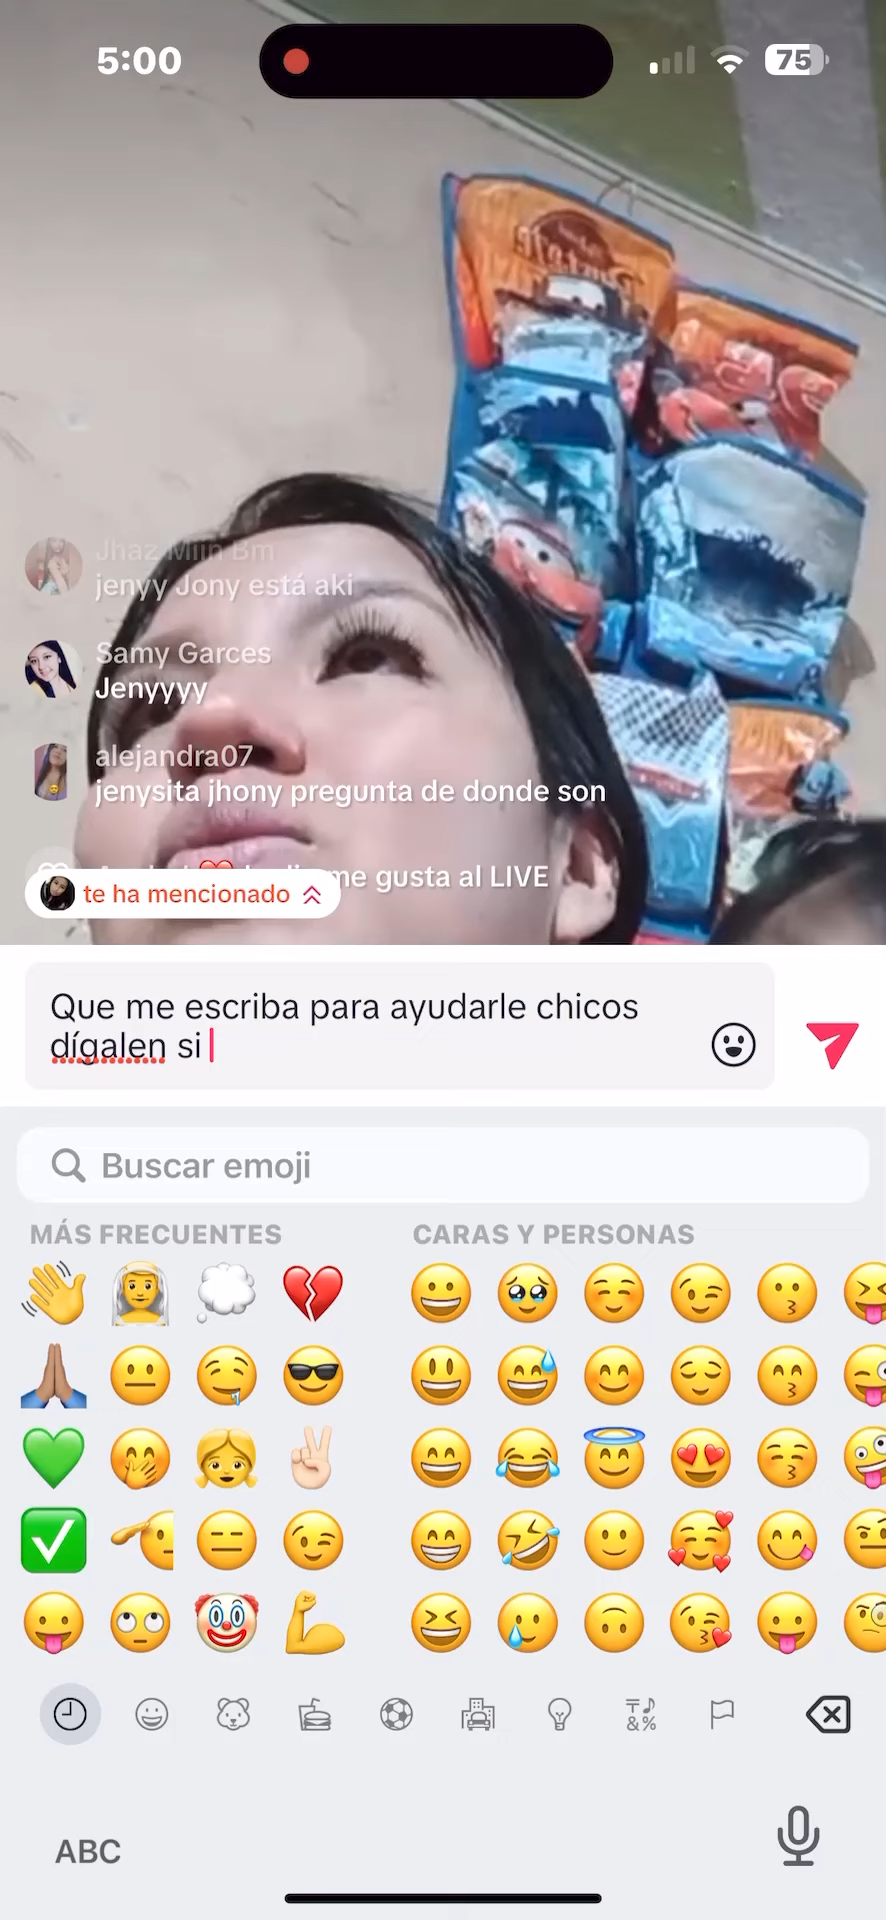 5:00
75
Jhaz Miin Bm
jenyy Jony está aki
Samy Garces
Jenyyyy
alejandra07
jenysita jhony pregunta de donde son
me gusta al LIVE
te ha mencionado
Que me escriba para ayudarle chicos
dígalen si
Buscar emoji
MÁS FRECUENTES
CARAS Y PERSONAS
ABC